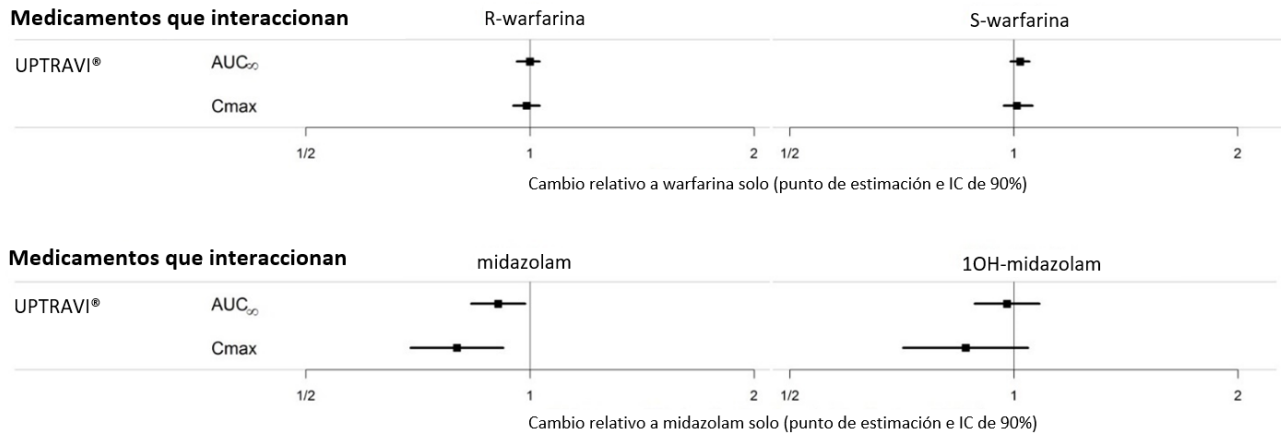 Medicamentos que interaccionan R-warfarina S-warfarina
UPTRAVI® AUC∞
Cmax
1/2 1 2 1/2 1 2
Cambio relativo a warfarina solo (punto de estimación e IC de 90%)
Medicamentos que interaccionan midazolam 1OH-midazolam
UPTRAVI® AUC∞
Cmax
1/2 1 2 1/2 1 2
Cambio relativo a midazolam solo (punto de estimación e IC de 90%)